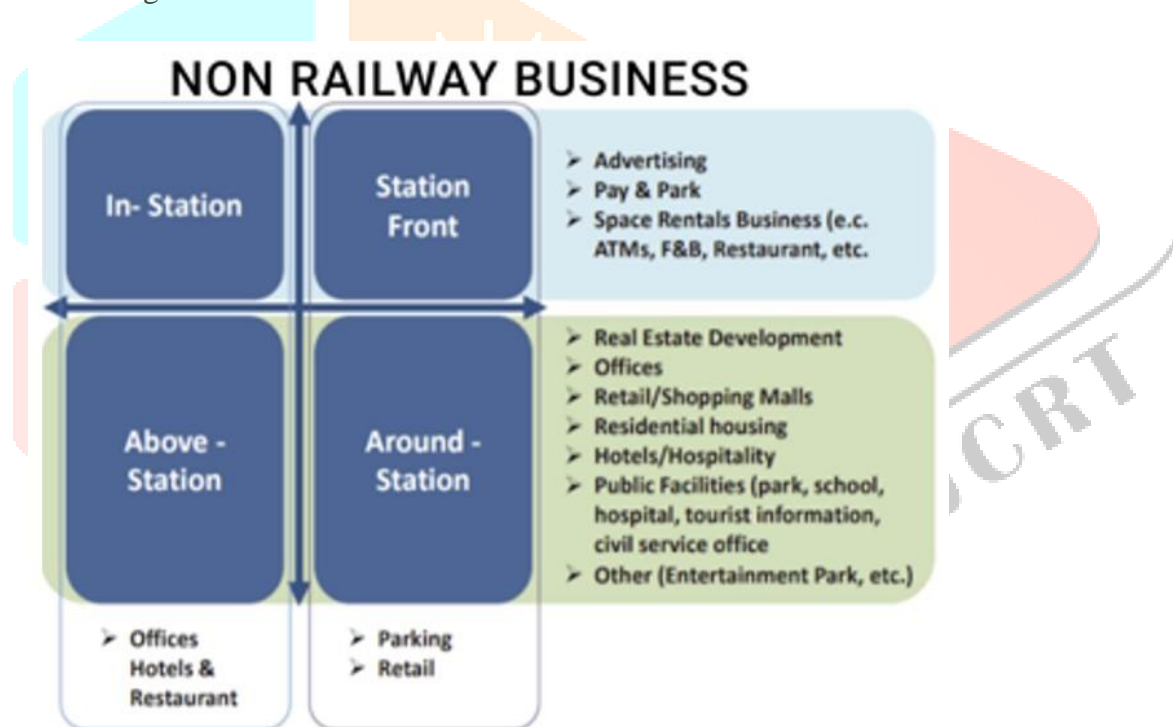 NON RAILWAY BUSINESS
In- Station
Station
Front
➢ Advertising
➢ Pay & Park
➢ Space Rentals Business (e.c.
ATMs, F&B, Restaurant, etc.
Above -
Station
Around -
Station
➢ Real Estate Development
➢ Offices
➢ Retail/Shopping Malls
➢ Residential housing
➢ Hotels/Hospitality
➢ Public Facilities (park, school,
hospital, tourist information,
civil service office
➢ Other (Entertainment Park, etc.)
➢ Offices
Hotels &
Restaurant
➢ Parking
➢ Retail
CRT